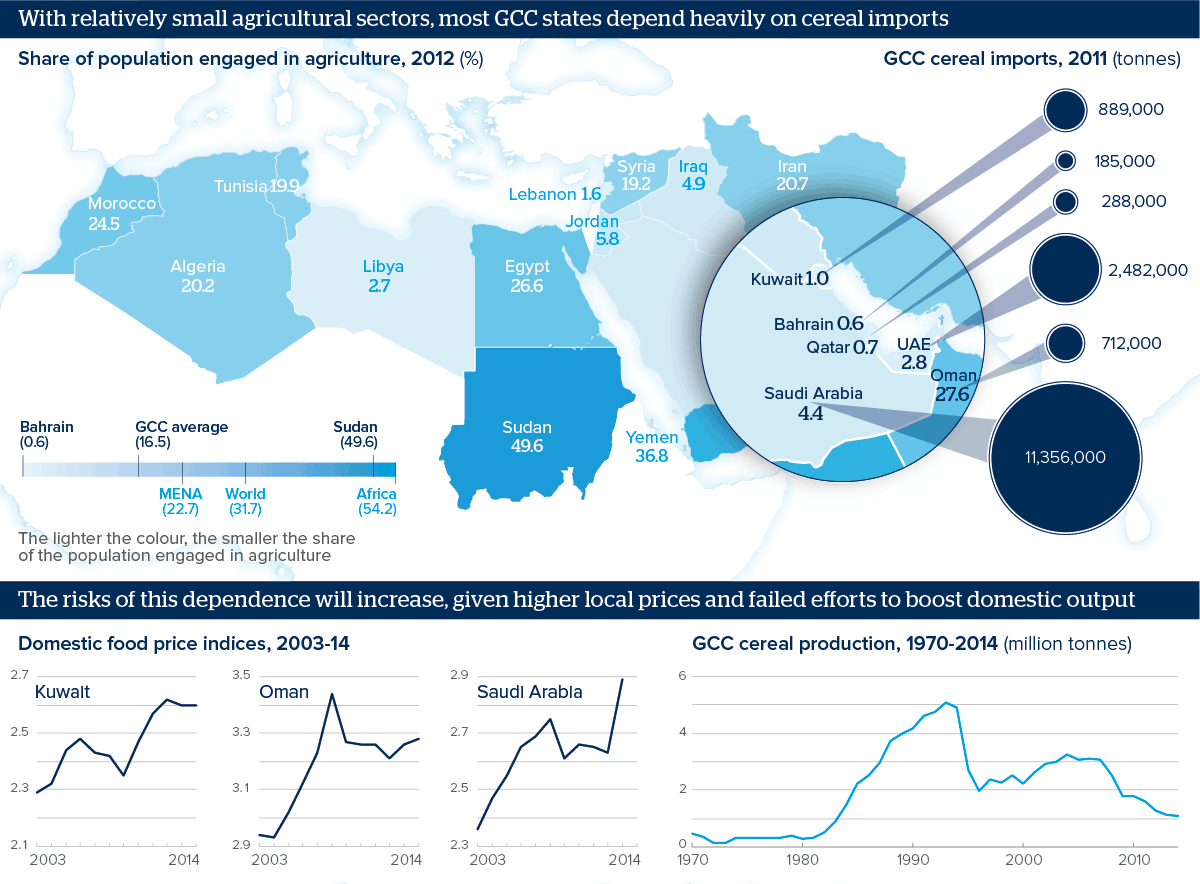 With relatively small agricultural sectors, most GCC states depend heavily on cereal imports
Share of population engaged in agriculture, 2012 (%)
GCC cereal imports, 2011 (tonnes)
889,000
185,000
288,000
2,482,000
712,000
11,356,000
Morocco
24.5
Tunisia 19.9
Algeria
20.2
Libya
2.7
Egypt
26.6
Sudan
49.6
Lebanon 1.6
Jordan
5.8
Syria
19.2
Iraq
4.9
Iran
20.7
Yemen
36.8
Kuwait 1.0
Bahrain 0.6
Qatar 0.7
UAE
2.8
Oman
27.6
Saudi Arabia
4.4
Bahrain
(0.6)
GCC average
(16.5)
Sudan
(49.6)
MENA
(22.7)
World
(31.7)
Africa
(54.2)
The lighter the colour, the smaller the share
of the population engaged in agriculture
The risks of this dependence will increase, given higher local prices and failed efforts to boost domestic output
Domestic food price indices, 2003-14
Kuwait
2.7
2.5
2.3
2.1
2003
2014
Oman
3.5
3.3
3.1
2.9
2003
2014
Saudi Arabia
2.9
2.7
2.5
2.3
2003
2014
GCC cereal production, 1970-2014 (million tonnes)
6
4
2
0
1970
1980
1990
2000
2010